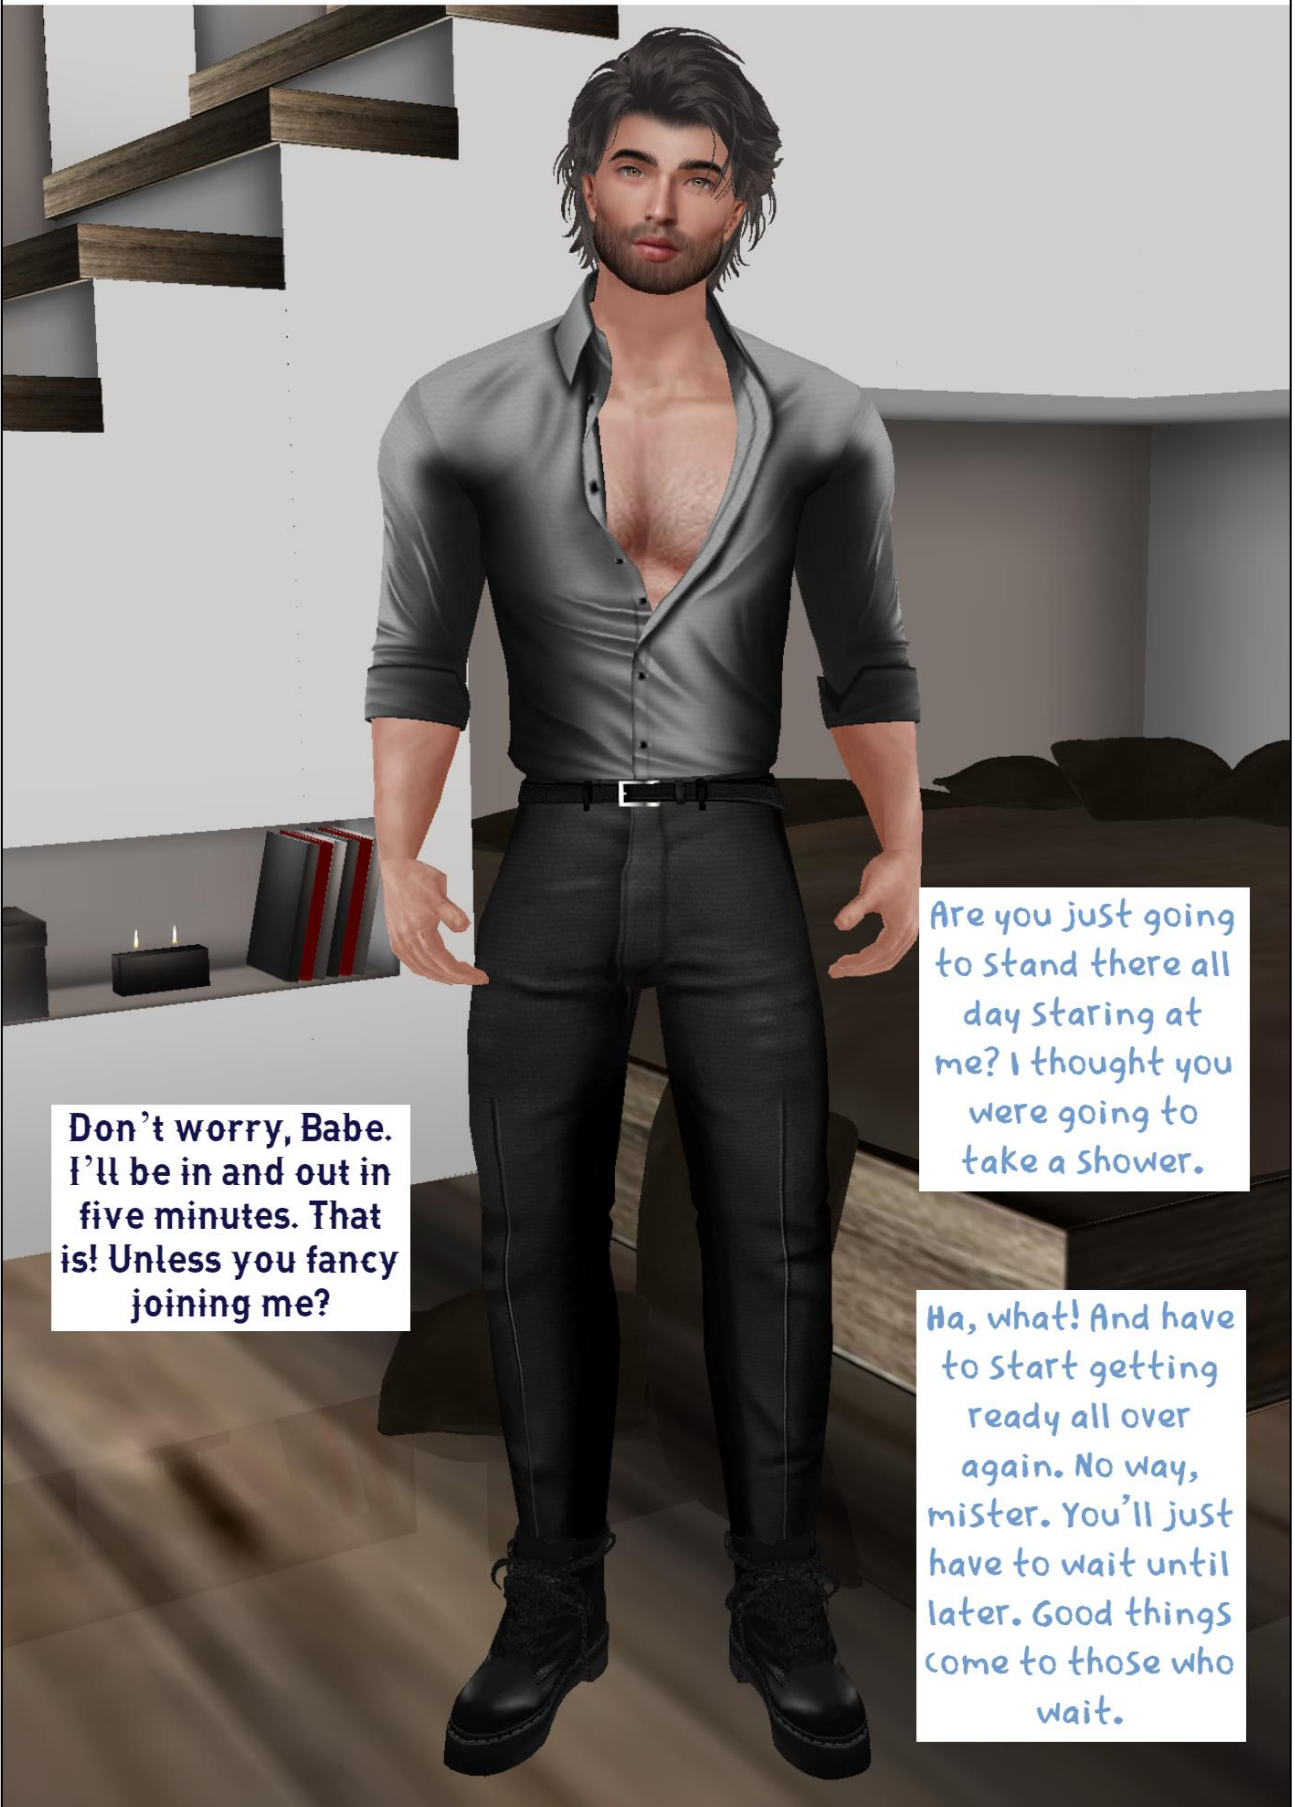 Are you just going
to stand there all
day staring at
me? I thought you
were going to
take a shower.
Don't worry, Babe.
I'll be in and out in
five minutes. That
is! Unless you fancy
joining me?
Ha, what! And have
to start getting
ready all over
again. No way,
mister. You'll just
have to wait until
later. Good things
come to those who
wait.